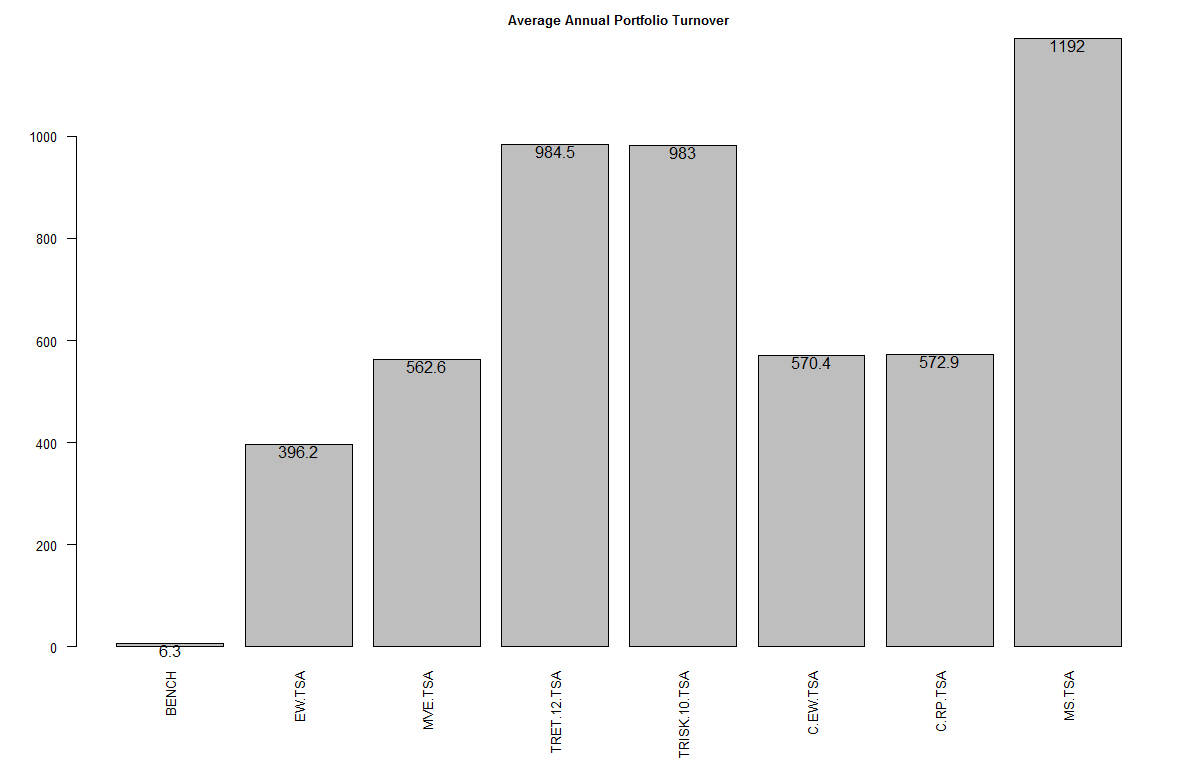 Average Annual Portfolio Turnover
1192
1000
984.5
983
800
600
562.6
570.4
572.9
400
396.2
200
0
6.3
BENCH
EW.TSA
MVE.TSA
TRET.12.TSA
TRISK.10.TSA
C.EW.TSA
C.RP.TSA
MS.TSA